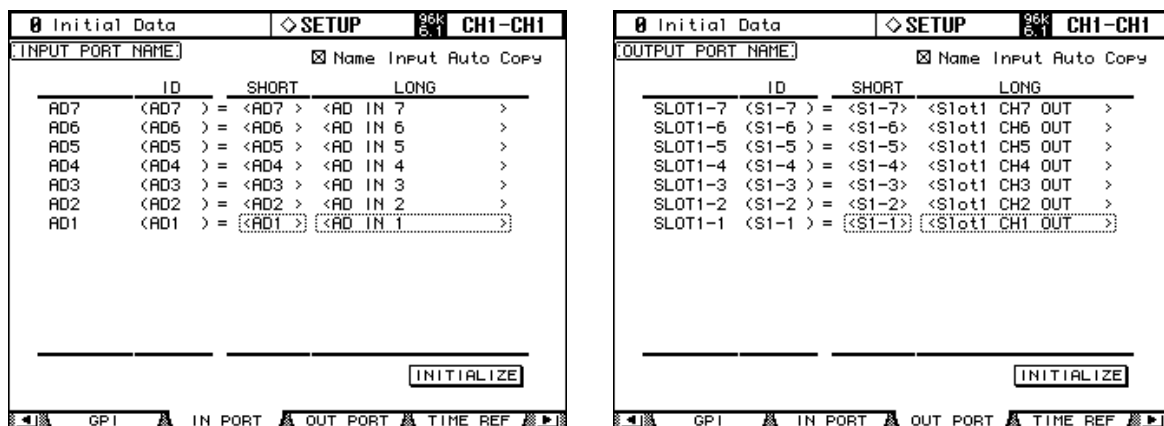 0 Initial Data ◇SETUP 96k 6.1 CH1-CH1
INPUT PORT NAME
☒ Name Input Auto Copy
ID SHORT LONG
AD7 (AD7 ) = <AD7 > <AD IN 7 >
AD6 (AD6 ) = <AD6 > <AD IN 6 >
AD5 (AD5 ) = <AD5 > <AD IN 5 >
AD4 (AD4 ) = <AD4 > <AD IN 4 >
AD3 (AD3 ) = <AD3 > <AD IN 3 >
AD2 (AD2 ) = <AD2 > <AD IN 2 >
AD1 (AD1 ) = <AD1 > <AD IN 1 >
INITIALIZE
GPI IN PORT OUT PORT TIME REF
0 Initial Data ◇SETUP 96k 6.1 CH1-CH1
OUTPUT PORT NAME
☒ Name Input Auto Copy
ID SHORT LONG
SLOT1-7 (S1-7 ) = <S1-7> <Slot1 CH7 OUT >
SLOT1-6 (S1-6 ) = <S1-6> <Slot1 CH6 OUT >
SLOT1-5 (S1-5 ) = <S1-5> <Slot1 CH5 OUT >
SLOT1-4 (S1-4 ) = <S1-4> <Slot1 CH4 OUT >
SLOT1-3 (S1-3 ) = <S1-3> <Slot1 CH3 OUT >
SLOT1-2 (S1-2 ) = <S1-2> <Slot1 CH2 OUT >
SLOT1-1 (S1-1 ) = <S1-1> <Slot1 CH1 OUT >
INITIALIZE
GPI IN PORT OUT PORT TIME REF